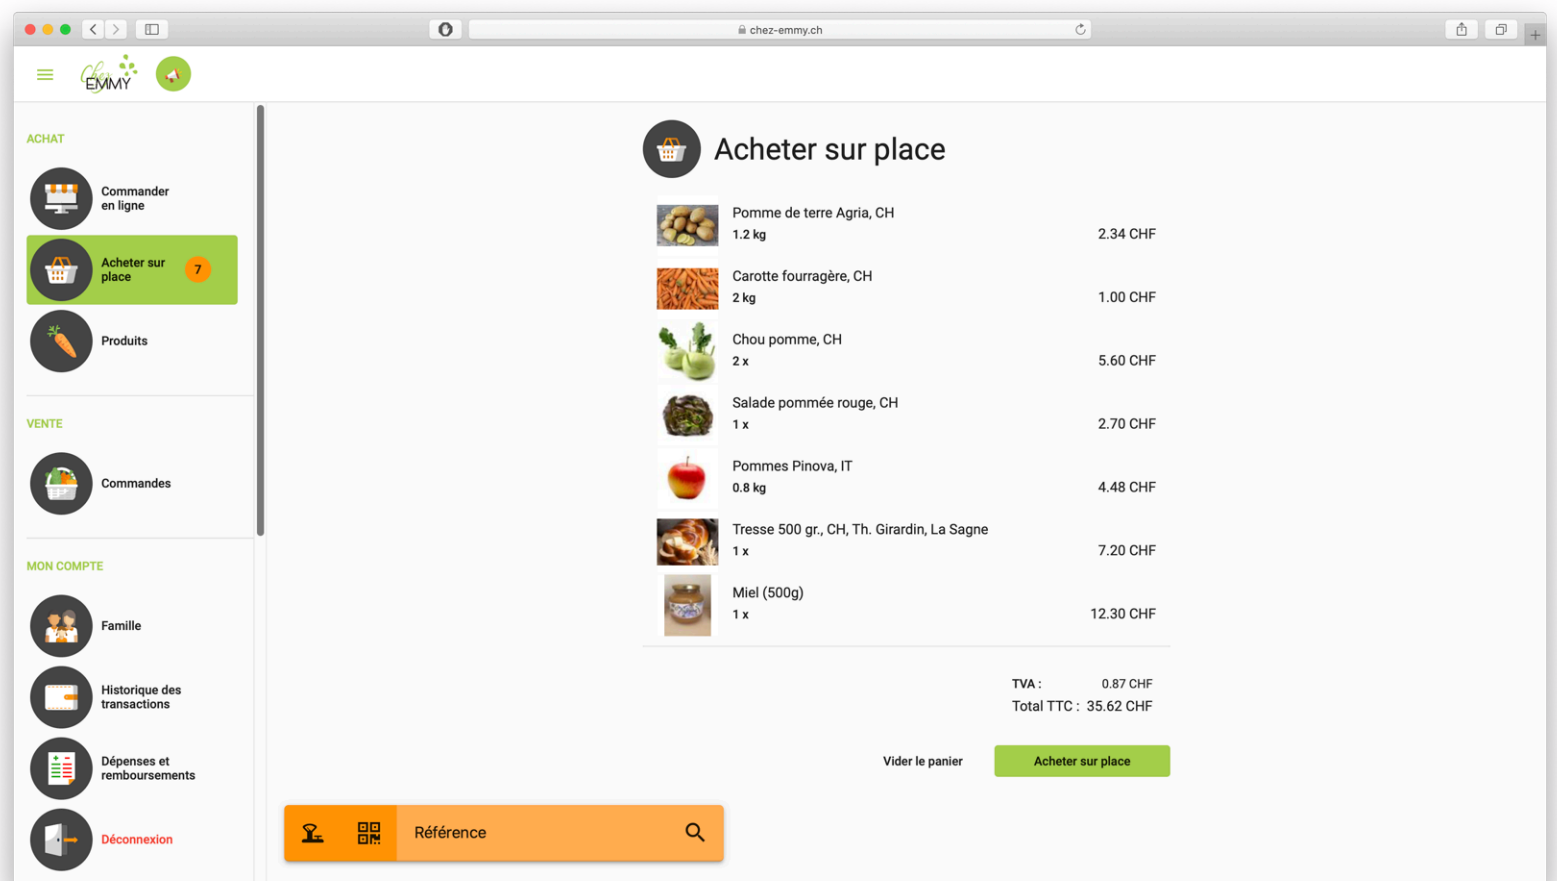 chez-emmy.ch
Chez
EMMY
ACHAT
Commander
en ligne
Acheter sur
place
7
Produits
VENTE
Commandes
MON COMPTE
Famille
Historique des
transactions
Dépenses et
remboursements
Déconnexion
Acheter sur place
Pomme de terre Agria, CH
1.2 kg 2.34 CHF
Carotte fourragère, CH
2 kg 1.00 CHF
Chou pomme, CH
2 x 5.60 CHF
Salade pommée rouge, CH
1 x 2.70 CHF
Pommes Pinova, IT
0.8 kg 4.48 CHF
Tresse 500 gr., CH, Th. Girardin, La Sagne
1 x 7.20 CHF
Miel (500g)
1 x 12.30 CHF
TVA : 0.87 CHF
Total TTC : 35.62 CHF
Vider le panier Acheter sur place
Référence